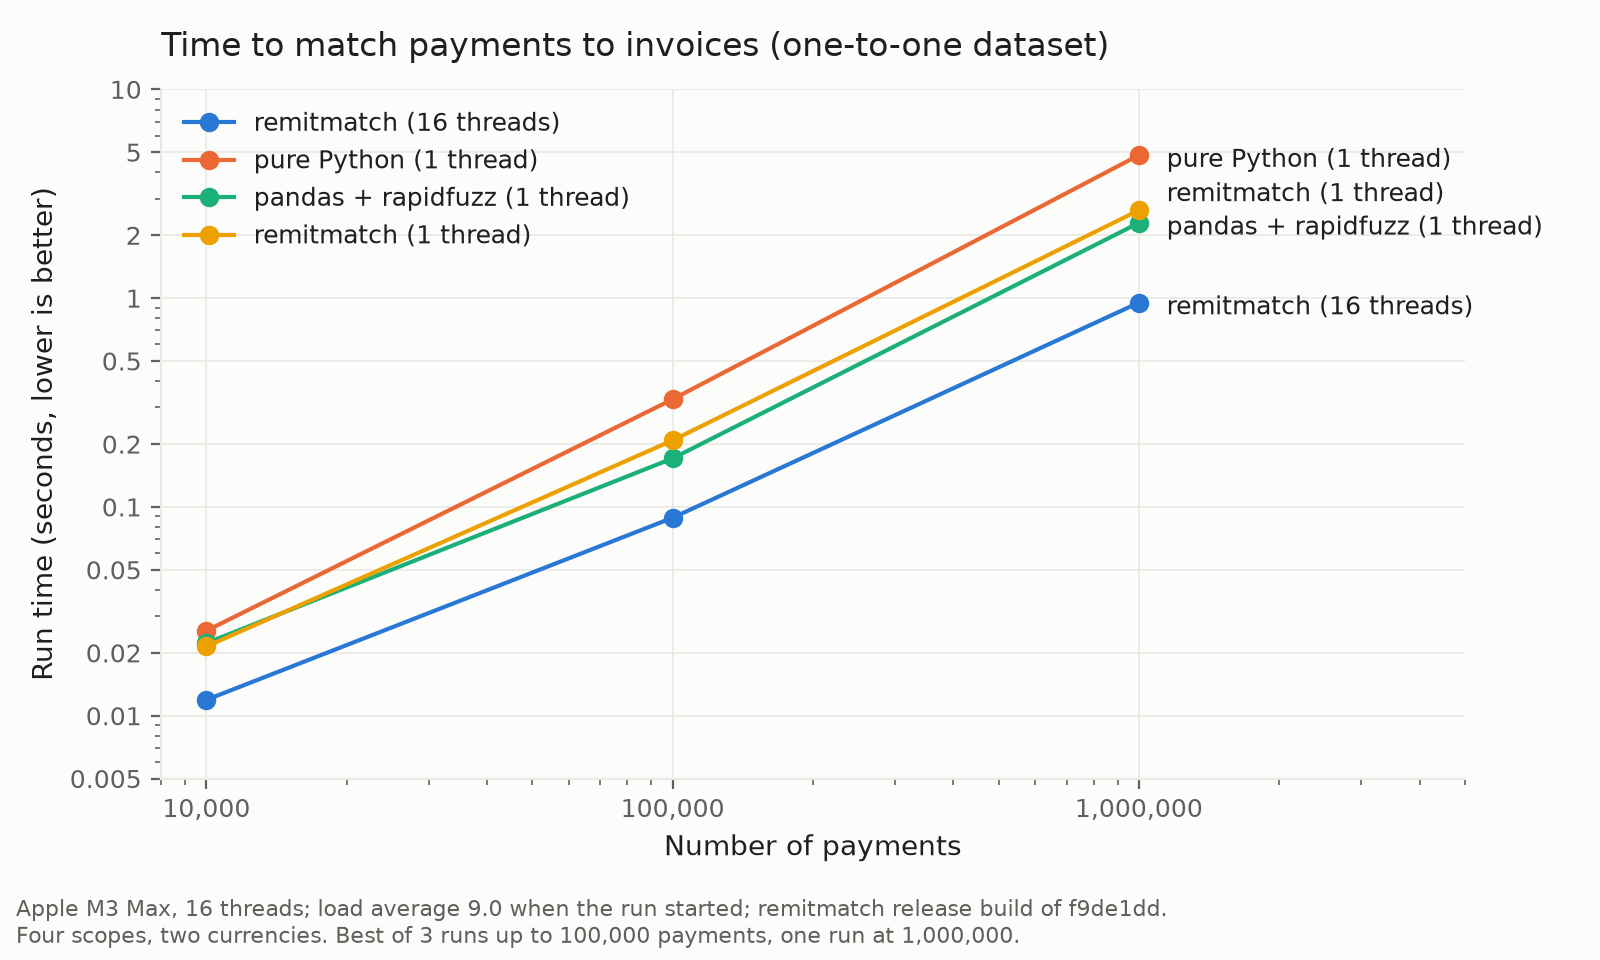 Time to match payments to invoices (one-to-one dataset)
10
5
2
1
0.5
0.2
0.1
0.05
0.02
0.01
0.005
Run time (seconds, lower is better)
remitmatch (16 threads)
pure Python (1 thread)
pandas + rapidfuzz (1 thread)
remitmatch (1 thread)
pure Python (1 thread)
remitmatch (1 thread)
pandas + rapidfuzz (1 thread)
remitmatch (16 threads)
10,000
100,000
1,000,000
Number of payments
Apple M3 Max, 16 threads; load average 9.0 when the run started; remitmatch release build of f9de1dd.
Four scopes, two currencies. Best of 3 runs up to 100,000 payments, one run at 1,000,000.